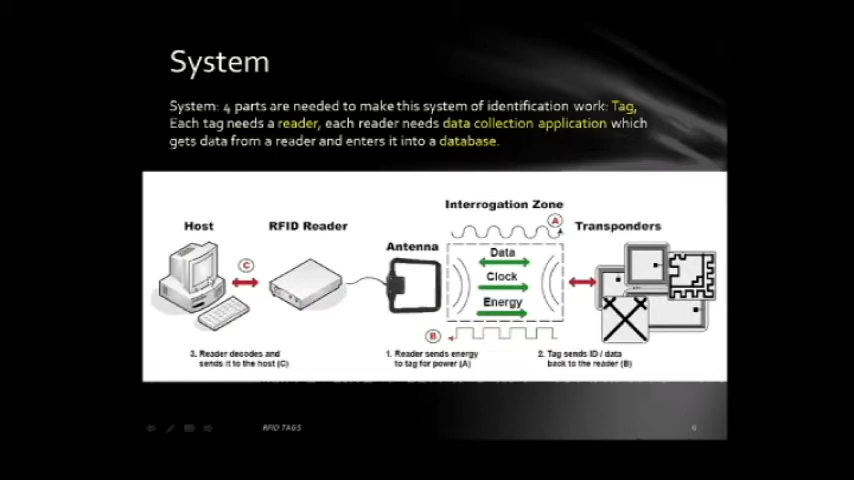 System
System: 4 parts are needed to make this system of identification work: Tag,
Each tag needs a reader, each reader needs data collection application which
gets data from a reader and enters it into a database.
Interrogation Zone
A
Host
RFID Reader
Transponders
Antenna
Data
C
Clock
Energy
B
3. Reader decodes and
sends it to the host (C)
1. Reader sends energy
to tag for power (A)
2. Tag sends ID / data
back to the reader (B)
RFID TAGS
6